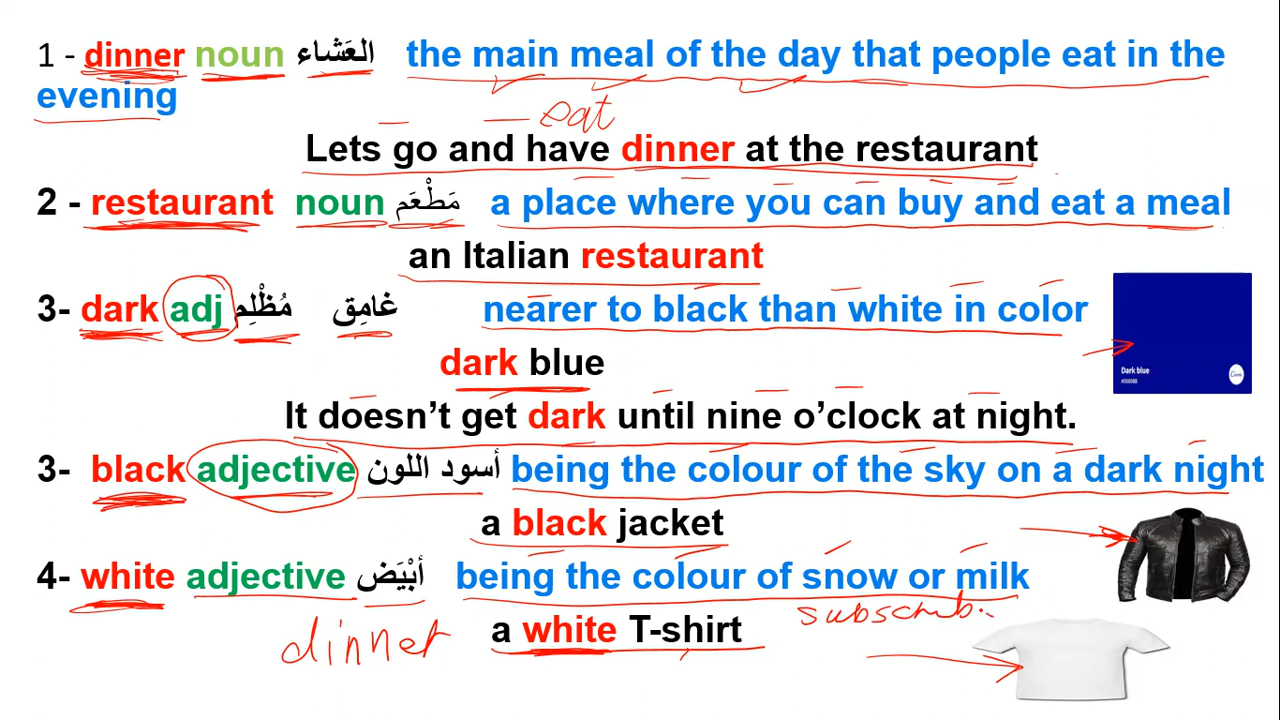 1 - dinner noun العَشاء the main meal of the day that people eat in the
evening
eat
Lets go and have dinner at the restaurant
2 - restaurant noun مَطْعَم a place where you can buy and eat a meal
an Italian restaurant
3- dark adj مُظْلِم غامِق nearer to black than white in color
Dark blue
#00008B
dark blue
It doesn’t get dark until nine o’clock at night.
3- black adjective أسود اللون being the colour of the sky on a dark night
a black jacket
4- white adjective أبْيَض being the colour of snow or milk
subscrib
dinner
a white T-shirt